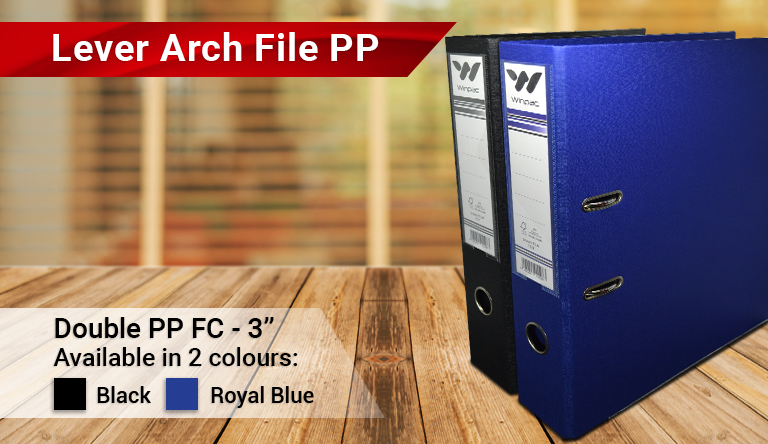 Lever Arch File PP
Winpac
Winpac
Double PP FC - 3”
Available in 2 colours:
Black
Royal Blue